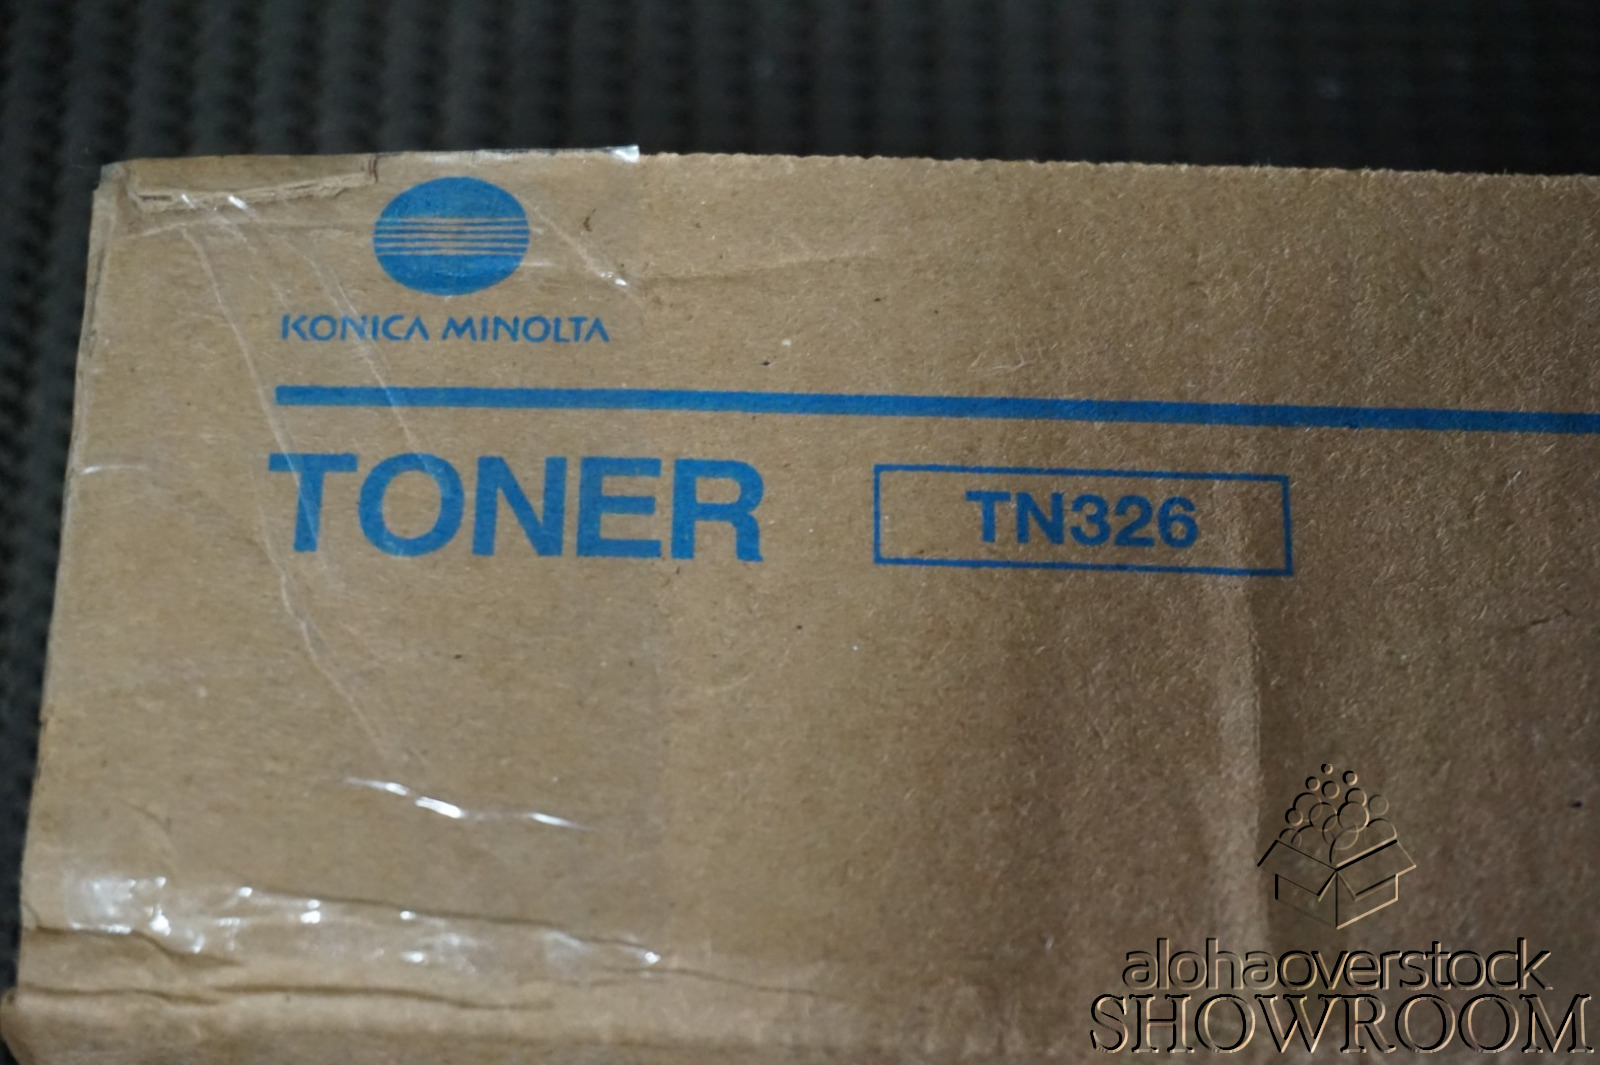 KONICA MINOLTA
TONER TN326
alohaoverstock
SHOWROOM